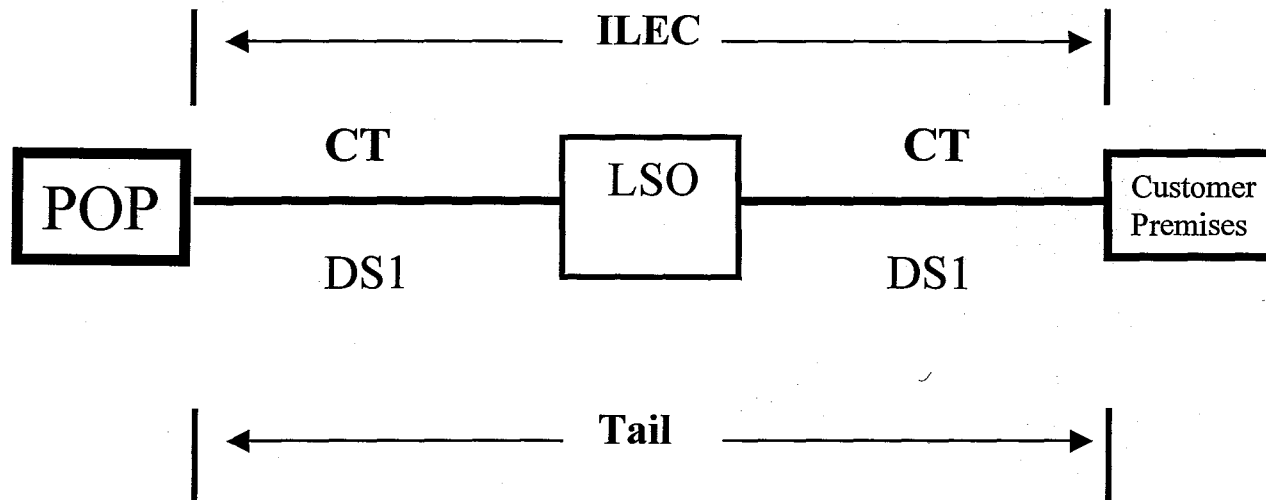 ILEC
CT
CT
POP
LSO
Customer
Premises
DS1
DS1
Tail